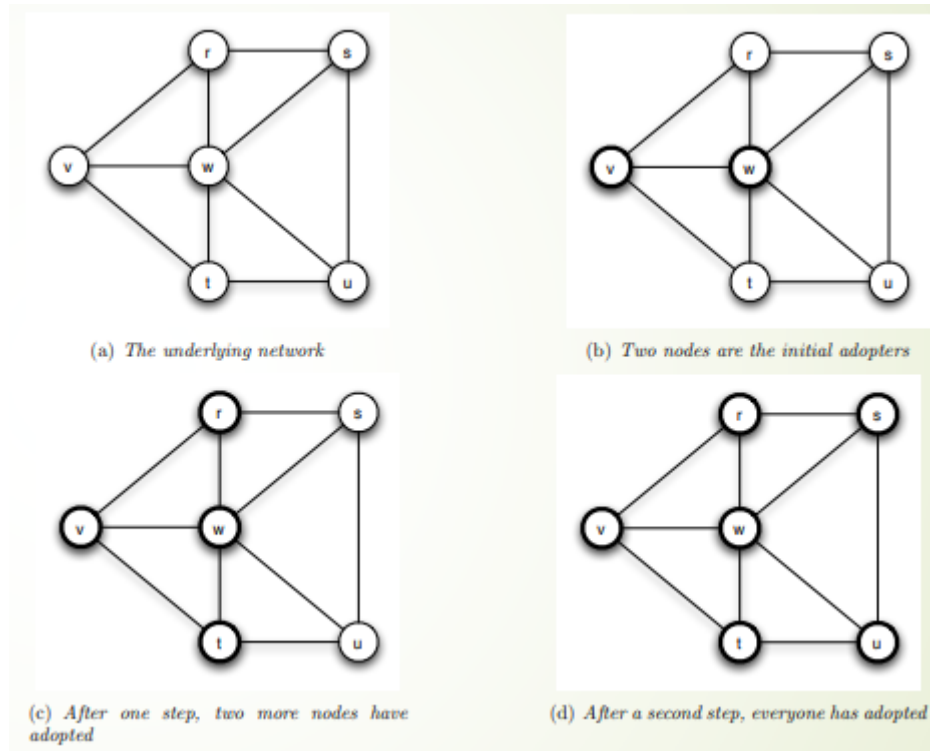 r s
v w
t u
(a) The underlying network
r s
v w
t u
(b) Two nodes are the initial adopters
r s
v w
t u
(c) After one step, two more nodes have
adopted
r s
v w
t u
(d) After a second step, everyone has adopted